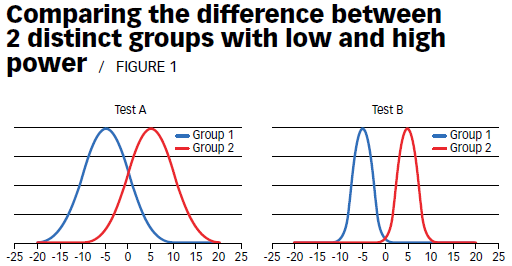 Comparing the difference between
2 distinct groups with low and high
power / FIGURE 1
Test A
Group 1
Group 2
-25 -20 -15 -10 -5 0 5 10 15 20 25
Test B
Group 1
Group 2
-25 -20 -15 -10 -5 0 5 10 15 20 25